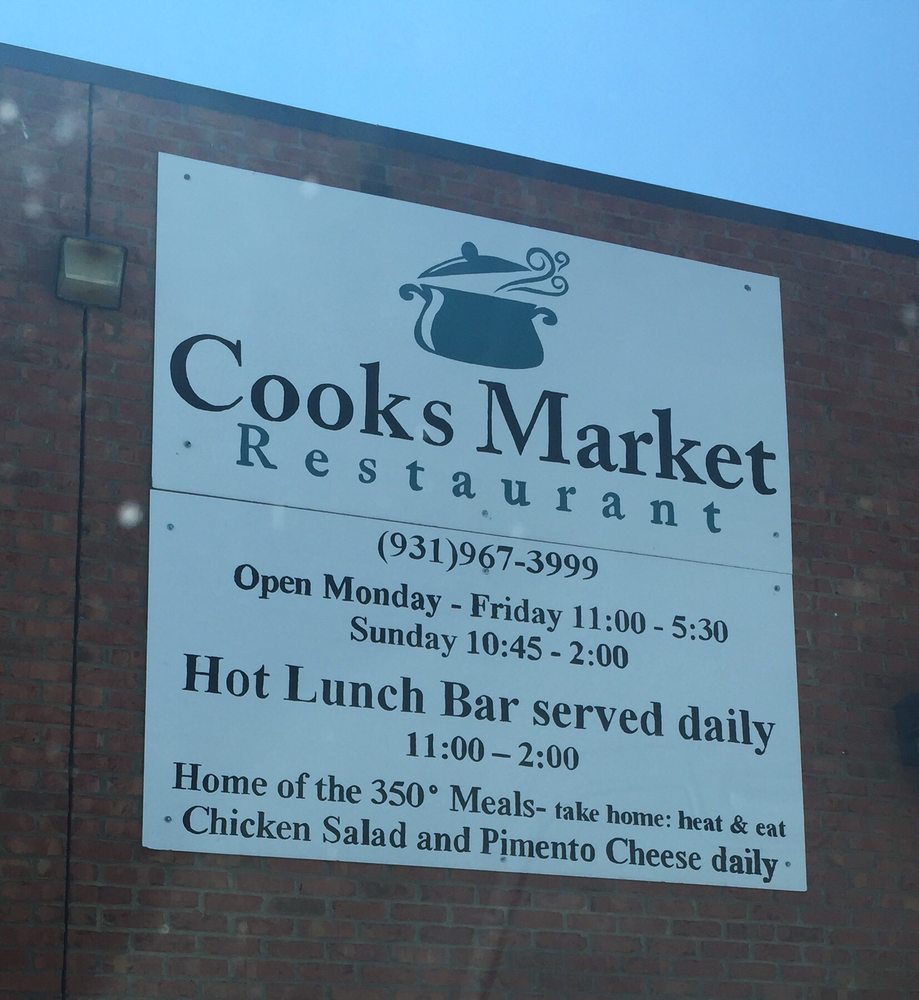 Cooks Market
Restaurant
(931)967-3999
Open Monday - Friday 11:00 - 5:30
Sunday 10:45 - 2:00
Hot Lunch Bar served daily
11:00 – 2:00
Home of the 350° Meals- take home: heat & eat
Chicken Salad and Pimento Cheese daily